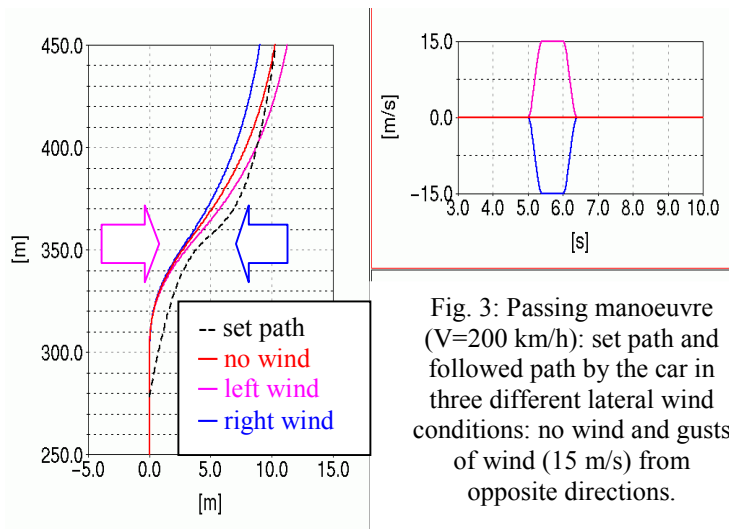 450.0
400.0
350.0
300.0
250.0
[m]
-5.0 0.0 5.0 10.0 15.0
[m]
-- set path
— no wind
— left wind
— right wind
15.0
0.0
-15.0
[m/s]
3.0 4.0 5.0 6.0 7.0 8.0 9.0 10.0
[s]
Fig. 3: Passing manoeuvre
(V=200 km/h): set path and
followed path by the car in
three different lateral wind
conditions: no wind and gusts
of wind (15 m/s) from
opposite directions.